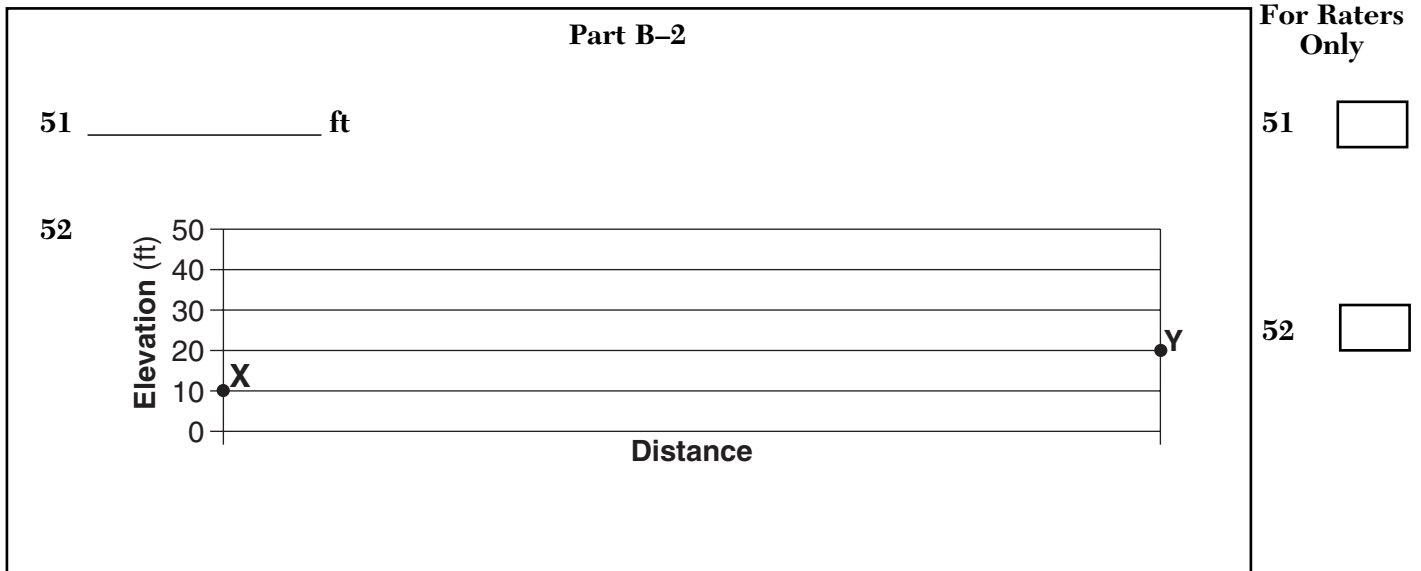 Part B–2
For Raters
Only
51 ______________ ft
51
52
50
40
30
20
10
0
Elevation (ft)
X
Y
Distance
52